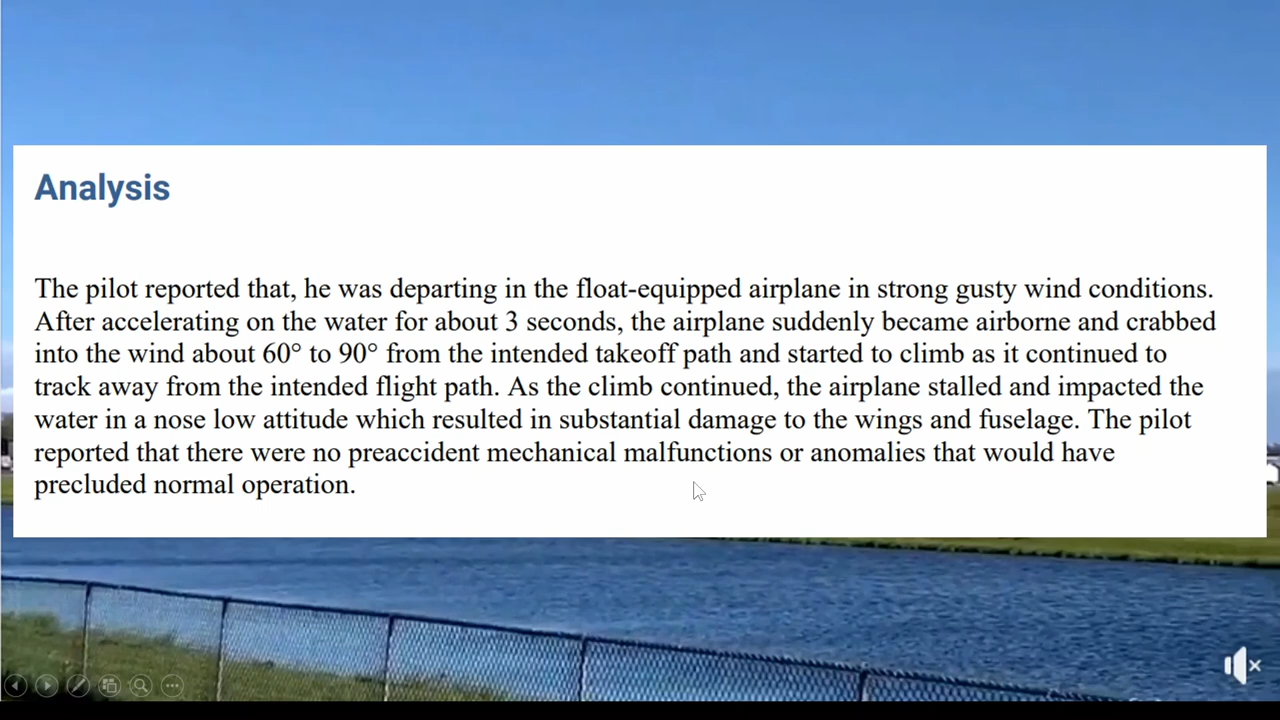 Analysis
The pilot reported that, he was departing in the float-equipped airplane in strong gusty wind conditions.
After accelerating on the water for about 3 seconds, the airplane suddenly became airborne and crabbed
into the wind about 60° to 90° from the intended takeoff path and started to climb as it continued to
track away from the intended flight path. As the climb continued, the airplane stalled and impacted the
water in a nose low attitude which resulted in substantial damage to the wings and fuselage. The pilot
reported that there were no preaccident mechanical malfunctions or anomalies that would have
precluded normal operation.